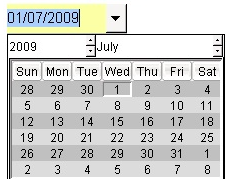 01/07/2009
2009 July
Sun Mon Tue Wed Thu Fri Sat
28 29 30 1 2 3 4
5 6 7 8 9 10 11
12 13 14 15 16 17 18
19 20 21 22 23 24 25
26 27 28 29 30 31 1
2 3 4 5 6 7 8